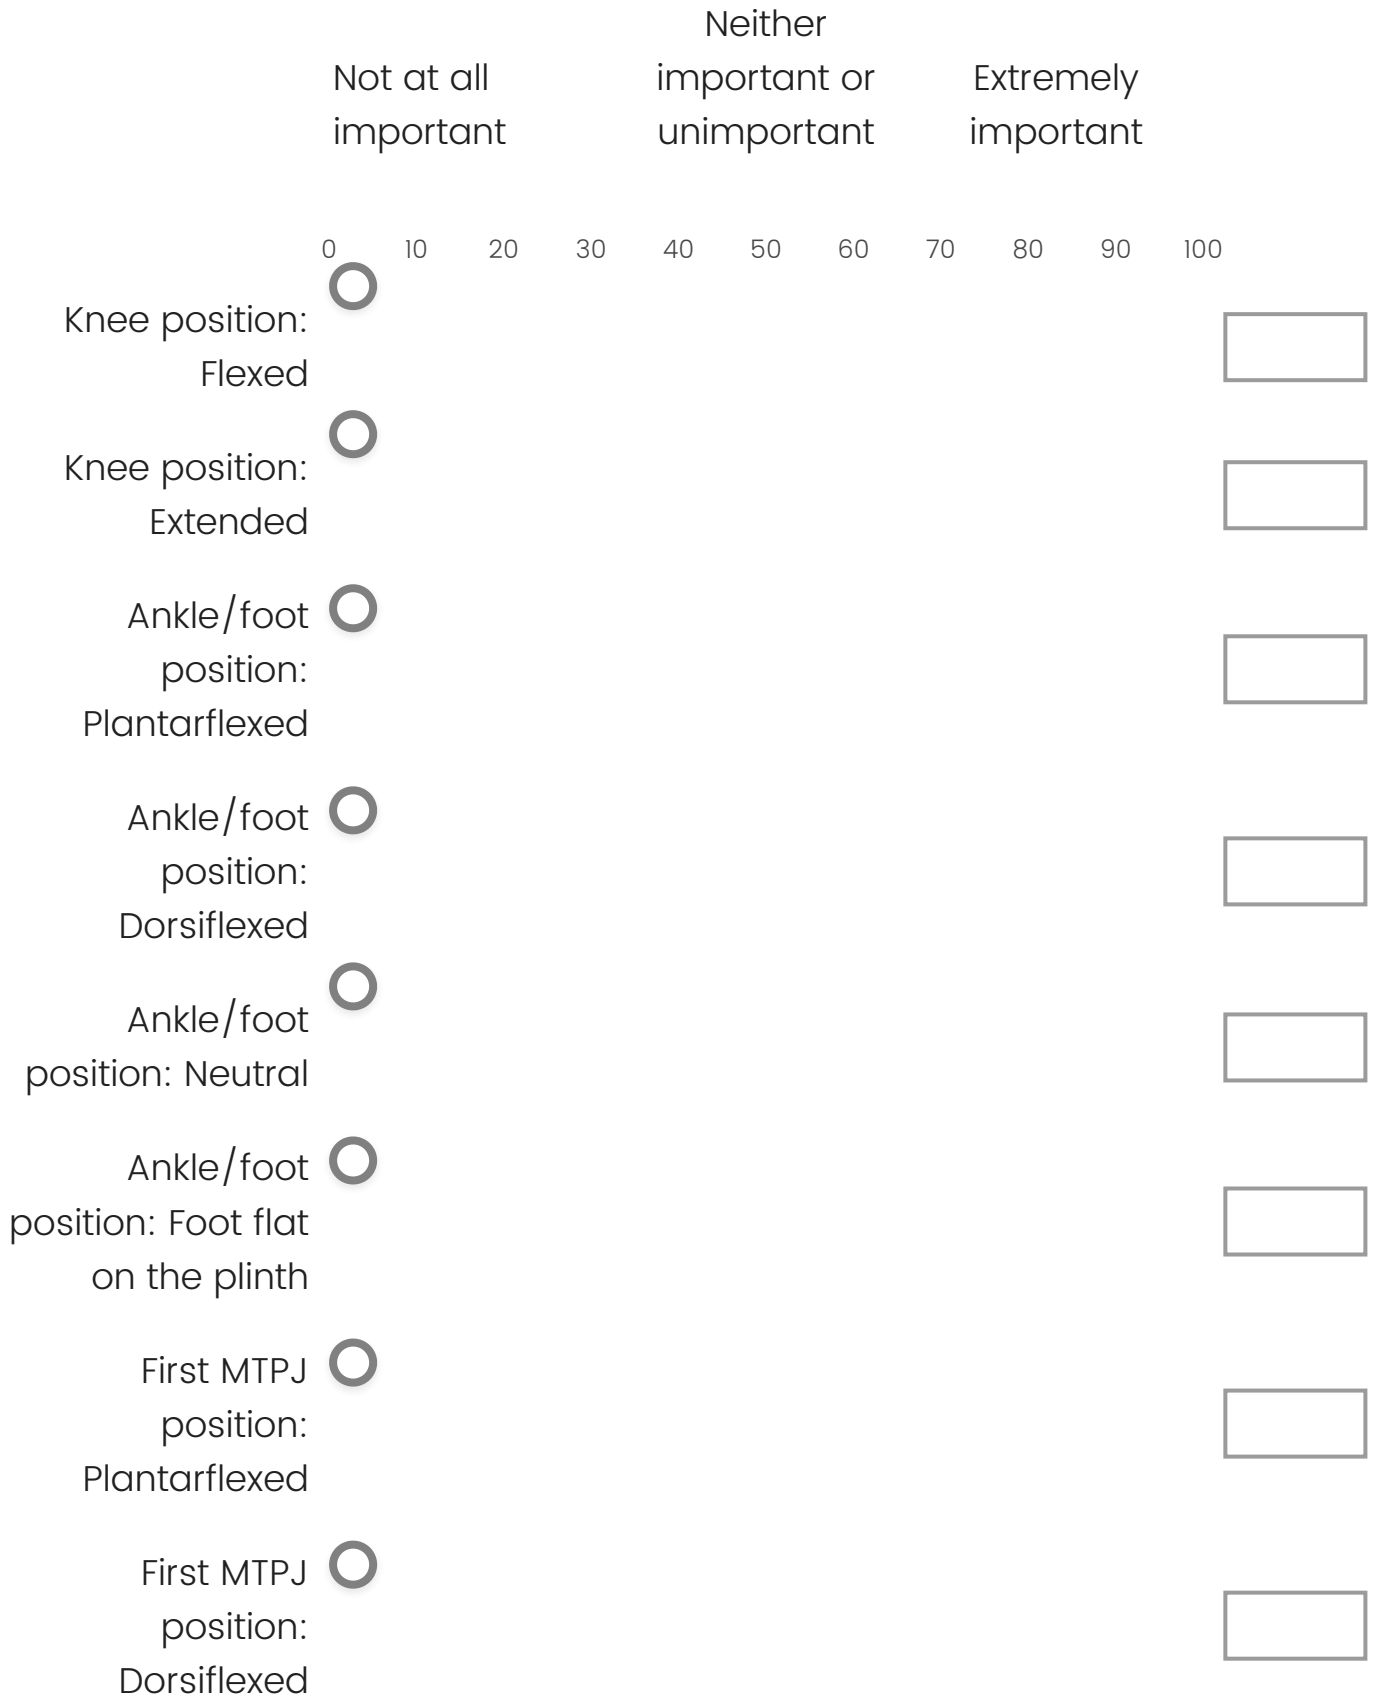 Not at all
important
Neither
important or
unimportant
Extremely
important
0 10 20 30 40 50 60 70 80 90 100
Knee position:
Flexed
Knee position:
Extended
Ankle/foot
position:
Plantarflexed
Ankle/foot
position:
Dorsiflexed
Ankle/foot
position: Neutral
Ankle/foot
position: Foot flat
on the plinth
First MTPJ
position:
Plantarflexed
First MTPJ
position:
Dorsiflexed